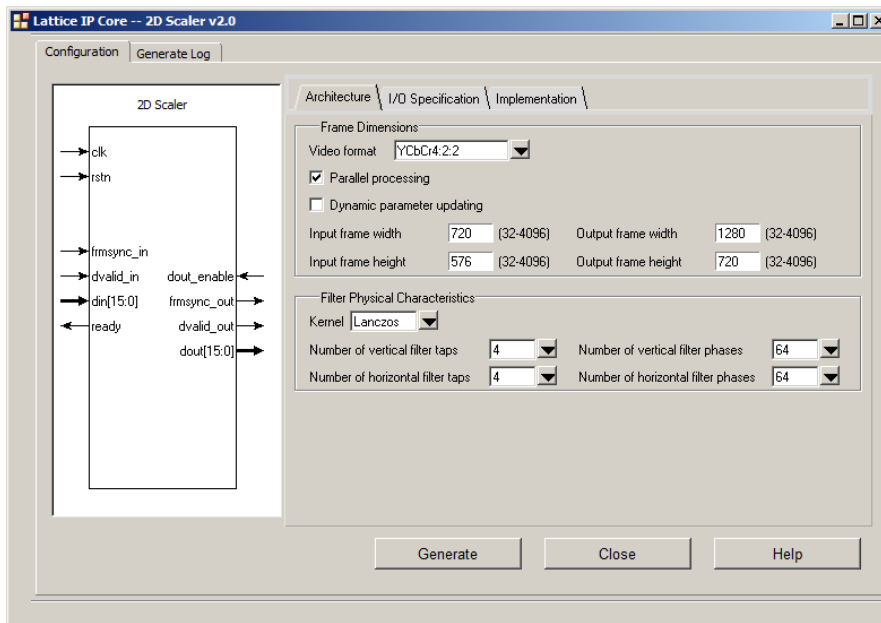 Lattice IP Core -- 2D Scaler v2.0
Configuration
Generate Log
2D Scaler
clk
rstn
frmsync_in
dvalid_in
dout_enable
din[15:0]
frmsync_out
ready
dvalid_out
dout[15:0]
Architecture
I/O Specification
Implementation
Frame Dimensions
Video format YCbCr4:2:2
Parallel processing
Dynamic parameter updating
Input frame width 720 (32-4096) Output frame width 1280 (32-4096)
Input frame height 576 (32-4096) Output frame height 720 (32-4096)
Filter Physical Characteristics
Kernel Lanczos
Number of vertical filter taps 4 Number of vertical filter phases 64
Number of horizontal filter taps 4 Number of horizontal filter phases 64
Generate
Close
Help